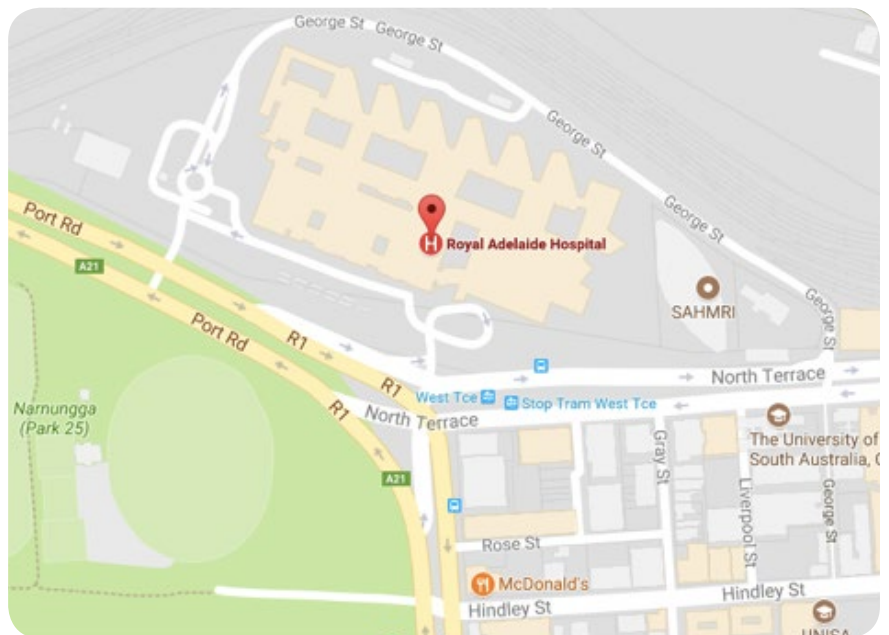 George St
George St
George St
George St
George St
Port Rd
A21
H
Royal Adelaide Hospital
SAHMRI
R1
Port Rd
R1
North Terrace
West Tce
Stop Tram West Tce
North Terrace
R1
Narnungga
(Park 25)
The University of
South Australia, C
Gray St
A21
Liverpool St
George St
Rose St
McDonald's
Hindley St
Hindley St
UNISA